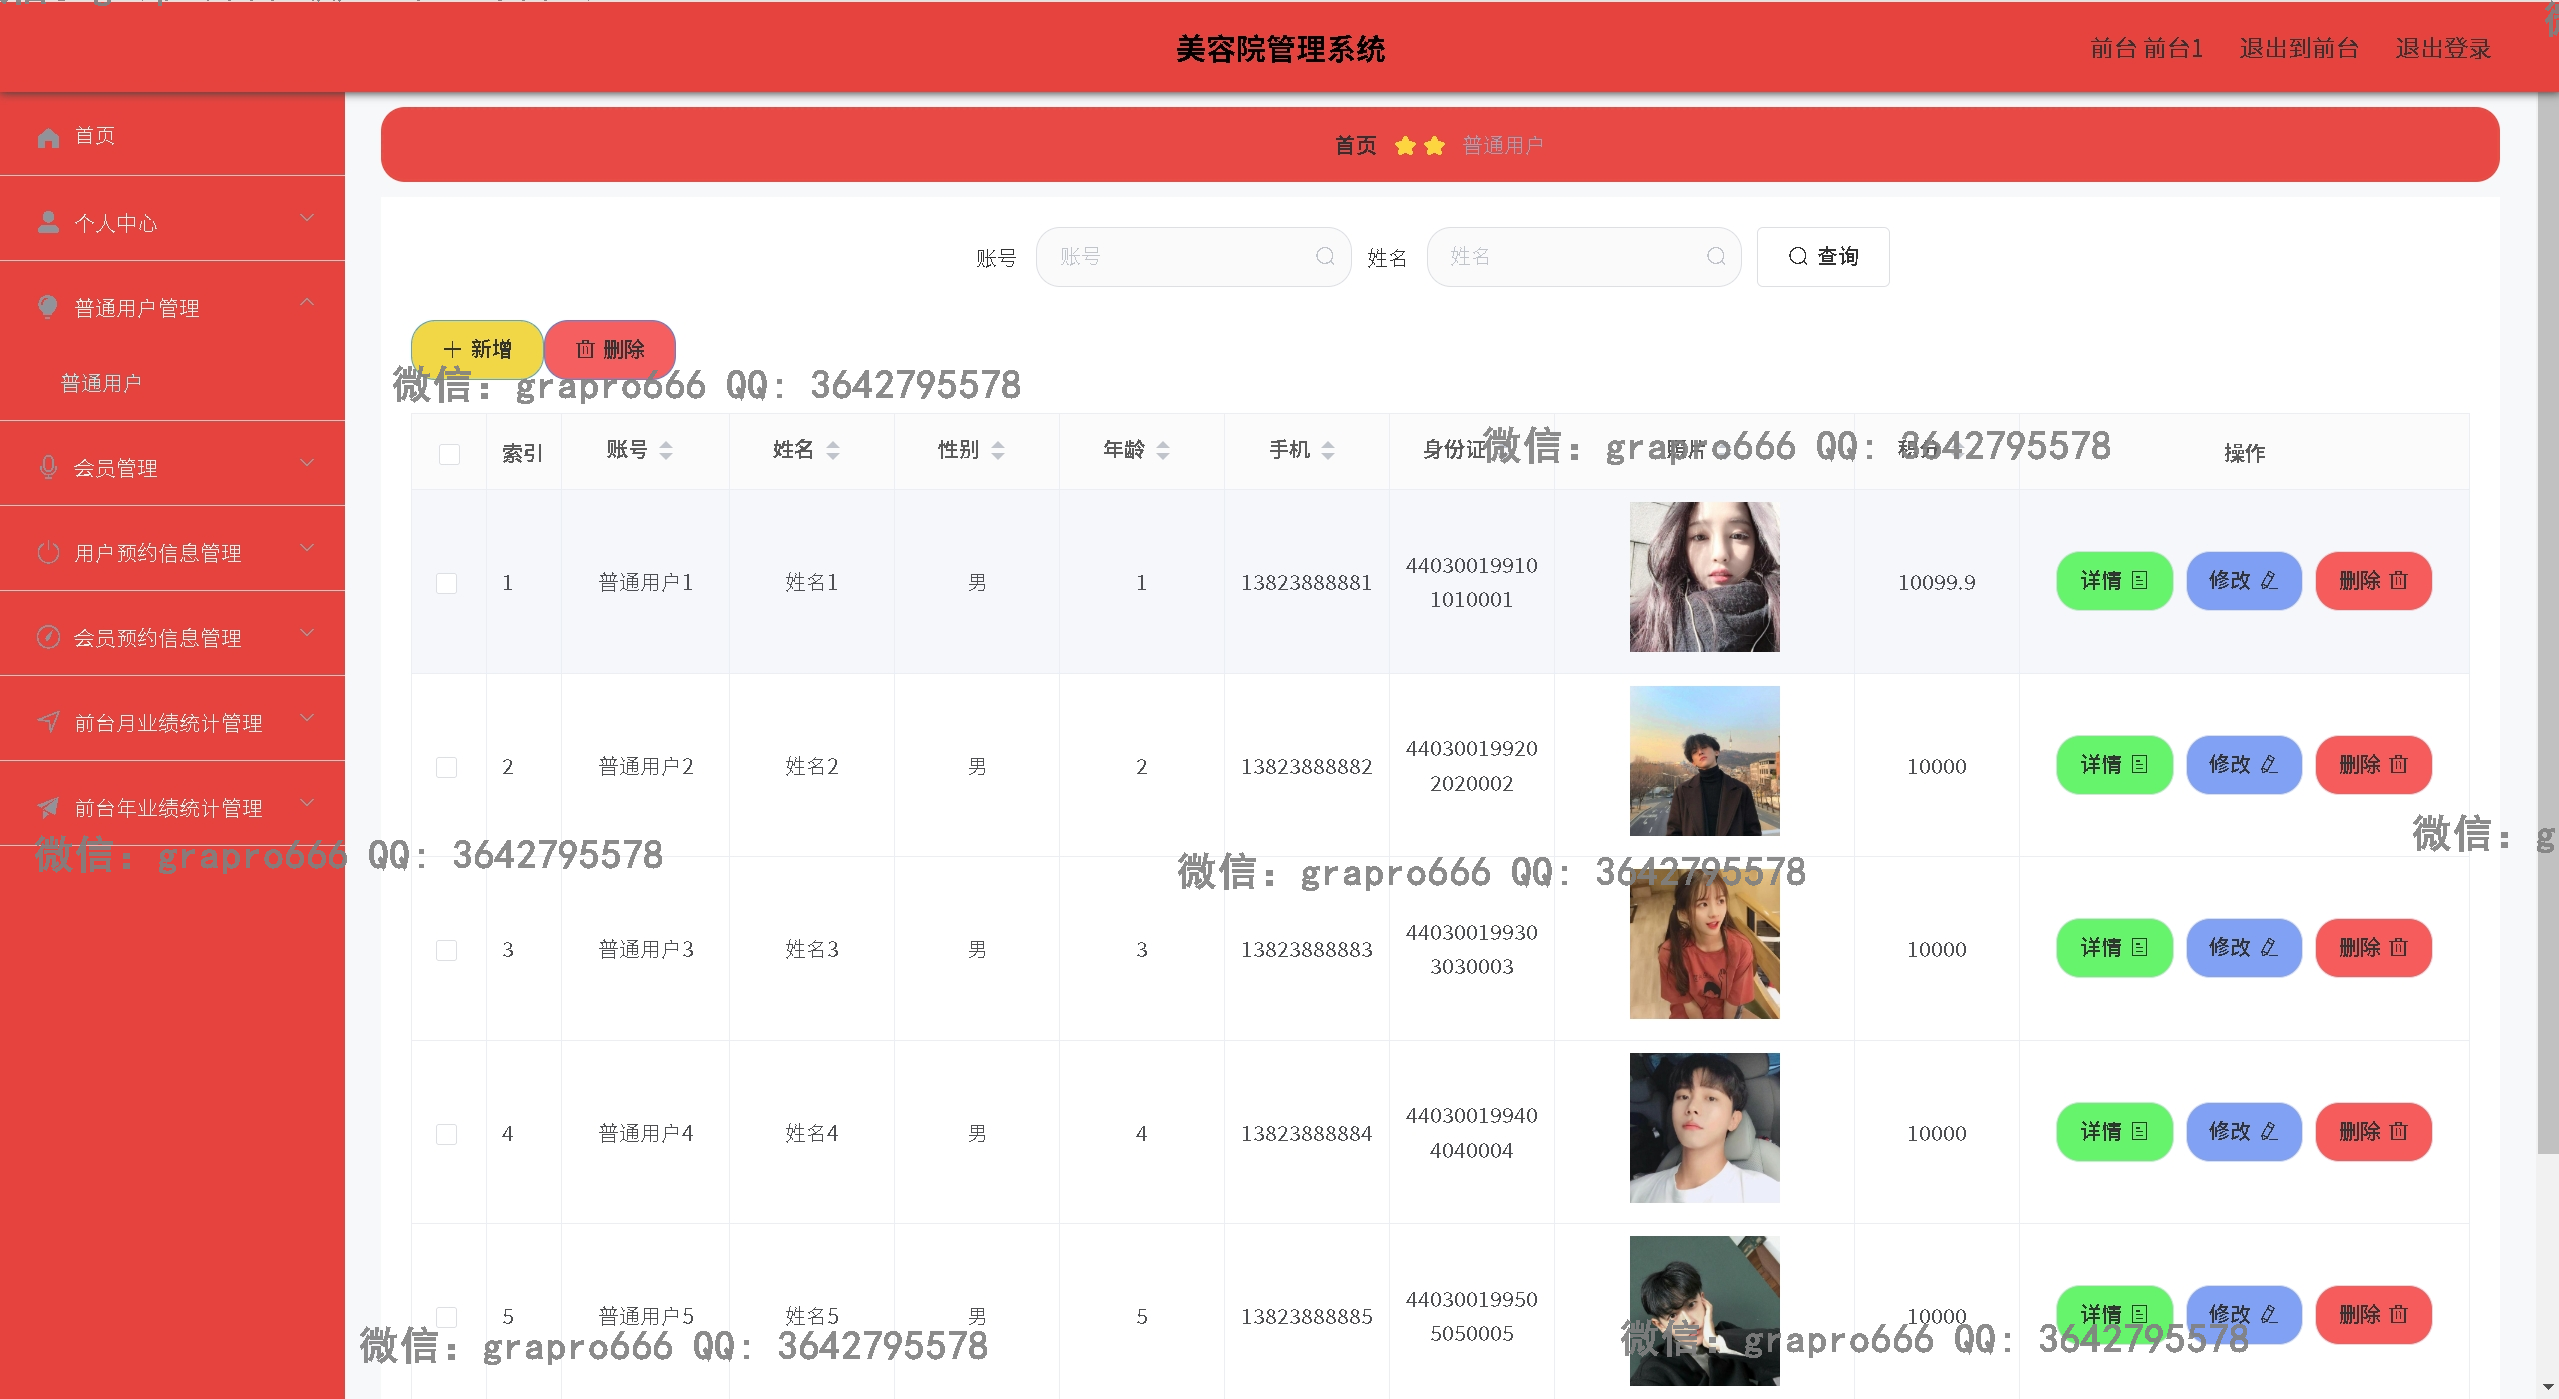 美容院管理系统
前台 前台1 退出到前台 退出登录
首页
个人中心
普通用户管理
普通用户
会员管理
用户预约信息管理
会员预约信息管理
前台月业绩统计管理
前台年业绩统计管理
首页 普通用户
账号 账号 姓名 姓名 查询
新增 删除
微信: grapro666 QQ: 3642795578
微信: grapro666 QQ: 3642795578
索引 账号 姓名 性别 年龄 手机 身份证 照片 积分 操作
1 普通用户1 姓名1 男 1 13823888881 44030019910 10099.9 详情 修改 删除
1010001
2 普通用户2 姓名2 男 2 13823888882 44030019920 10000 详情 修改 删除
2020002
微信: g
微信: grapro666 QQ: 3642795578
微信: grapro666 QQ: 3642795578
3 普通用户3 姓名3 男 3 13823888883 44030019930 10000 详情 修改 删除
3030003
4 普通用户4 姓名4 男 4 13823888884 44030019940 10000 详情 修改 删除
4040004
5 普通用户5 姓名5 男 5 13823888885 44030019950 10000 详情 修改 删除
5050005
微信: grapro666 QQ: 3642795578
微信: grapro666 QQ: 3642795578